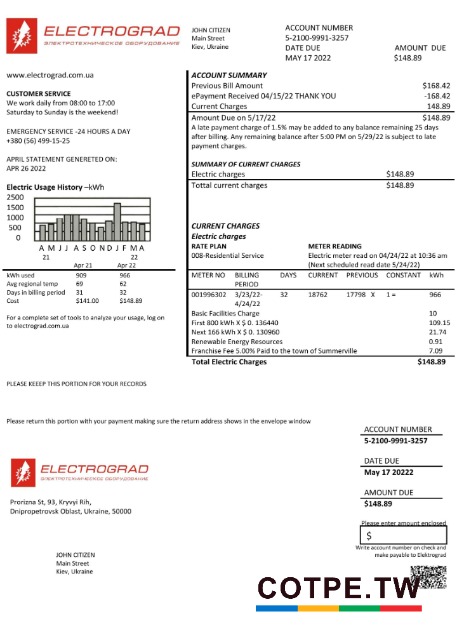 ELECTROGRAD
ЭЛЕКТРОТЕХНИЧЕСКОЕ ОБОРУДОВАНИЕ
JOHN CITIZEN
Main Street
Kiev, Ukraine
ACCOUNT NUMBER
5-2100-9991-3257
DATE DUE AMOUNT DUE
MAY 17 2022 $148.89
www.electrograd.com.ua
CUSTOMER SERVICE
We work daily from 08:00 to 17:00
Saturday to Sunday is the weekend!
EMERGENCY SERVICE -24 HOURS A DAY
+380 (56) 499-15-25
APRIL STATEMENT GENERETED ON:
APR 26 2022
Electric Usage History –kWh
2500
2000
1500
1000
500
0
A M J J A S O N D J F M A
21 22
Apr 21 Apr 22
kWh used 909 966
Avg regional temp 69 62
Days in billing period 31 32
Cost $141.00 $148.89
For a complete set of tools to analyze your usage, log on
to electrograd.com.ua
ACCOUNT SUMMARY
Previous Bill Amount $168.42
ePayment Received 04/15/22 THANK YOU -168.42
Current Charges 148.89
Amount Due on 5/17/22 $148.89
A late payment charge of 1.5% may be added to any balance remaining 25 days
after billing. Any remaining balance after 5:00 PM on 5/29/22 is subject to late
payment charges.
SUMMARY OF CURRENT CHARGES
Electric charges $148.89
Tottal current charges $148.89
CURRENT CHARGES
Electric charges
RATE PLAN METER READING
008-Residential Service Electric meter read on 04/24/22 at 10:36 am
(Next scheduled read date 5/24/22)
METER NO BILLING PERIOD DAYS CURRENT PREVIOUS CONSTANT kWh
001996302 3/23/22-4/24/22 32 18762 17798 X 1 = 966
Basic Facilities Charge 10
First 800 kWh X $ 0. 136440 109.15
Next 166 kWh X $ 0. 130960 21.74
Renewable Energy Resources 0.91
Franchise Fee 5.00% Paid to the town of Summerville 7.09
Total Electric Charges $148.89
PLEASE KEEEP THIS PORTION FOR YOUR RECORDS
Please return this portion with your payment making sure the return address shows in the envelope window
ACCOUNT NUMBER
5-2100-9991-3257
DATE DUE
May 17 20222
AMOUNT DUE
$148.89
Please enter amount enclosed
$
Write account number on check and
make payable to Elektrograd
ELECTROGRAD
ЭЛЕКТРОТЕХНИЧЕСКОЕ ОБОРУДОВАНИЕ
Prorizna St, 93, Kryvyi Rih,
Dnipropetrovsk Oblast, Ukraine, 50000
JOHN CITIZEN
Main Street
Kiev, Ukraine
COTPE.TW